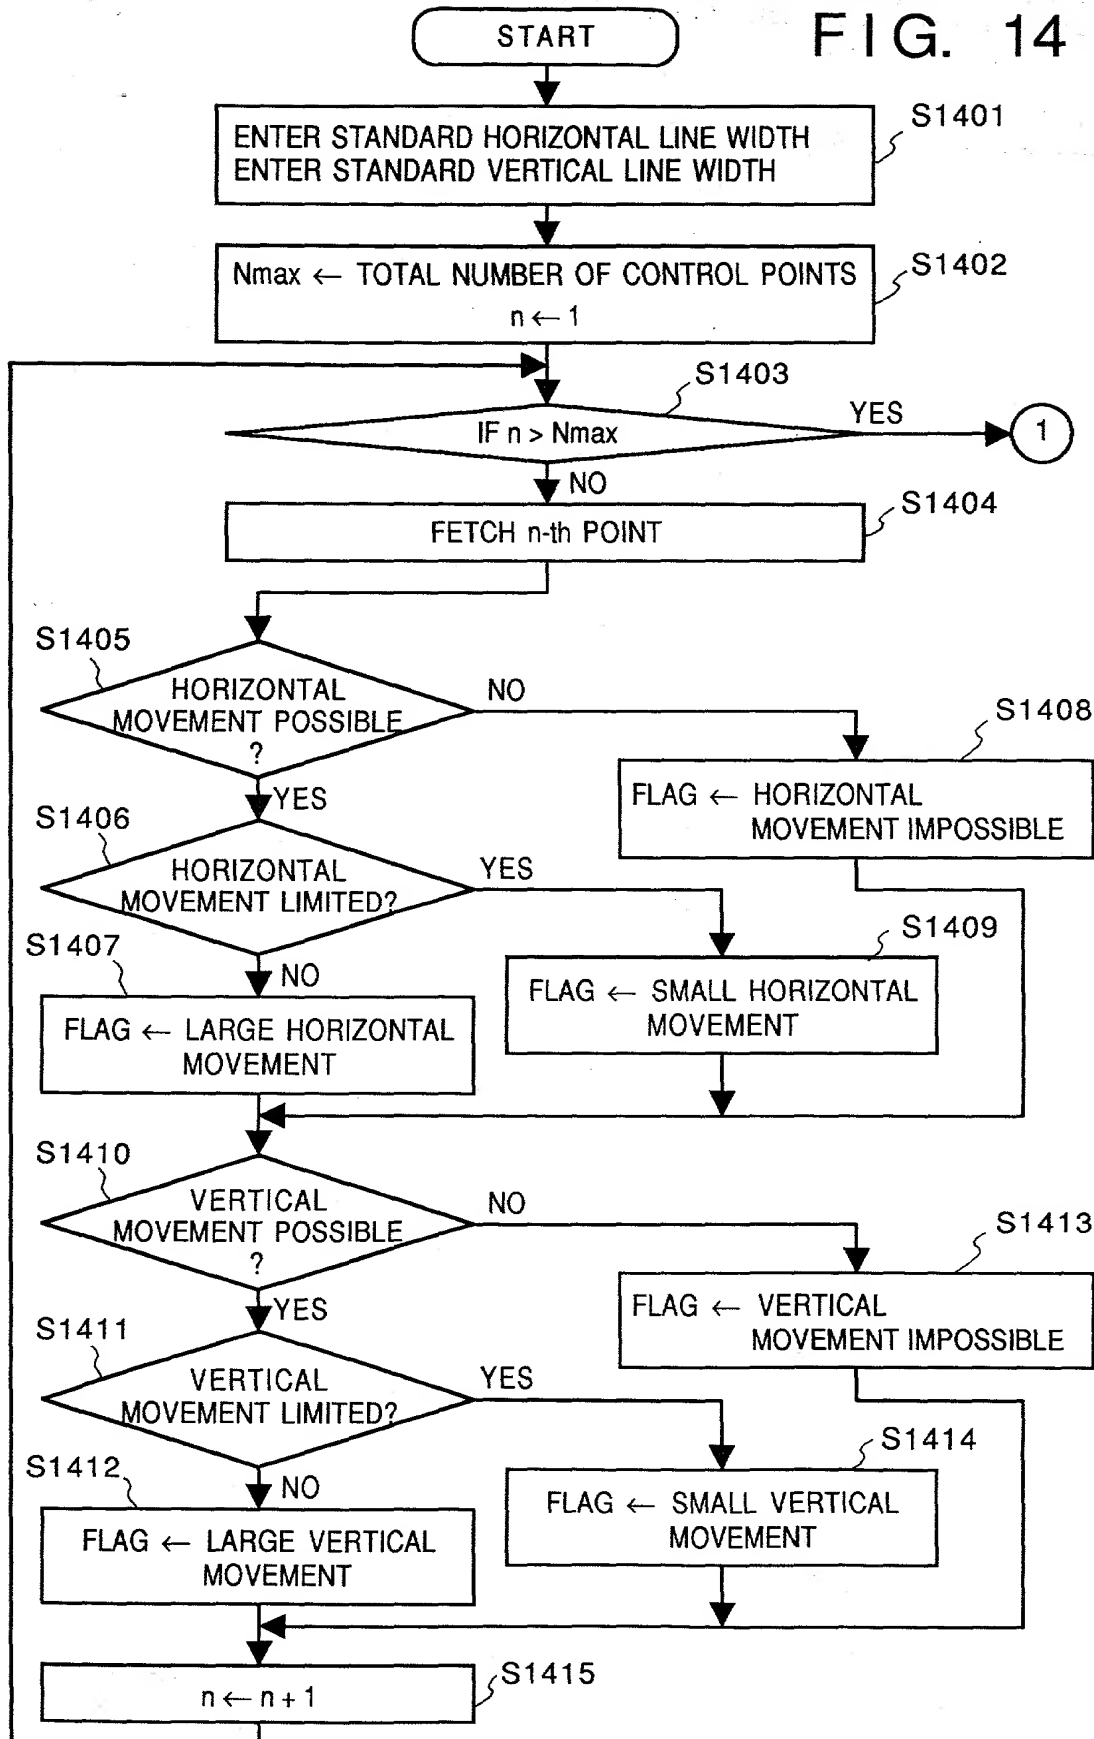 START
FIG. 14
S1401
ENTER STANDARD HORIZONTAL LINE WIDTH
ENTER STANDARD VERTICAL LINE WIDTH
S1402
Nmax ← TOTAL NUMBER OF CONTROL POINTS
n ← 1
S1403
IF n > Nmax
YES
1
NO
S1404
FETCH n-th POINT
S1405
HORIZONTAL
MOVEMENT POSSIBLE
?
NO
S1408
FLAG ← HORIZONTAL
MOVEMENT IMPOSSIBLE
YES
S1406
HORIZONTAL
MOVEMENT LIMITED?
YES
S1409
FLAG ← SMALL HORIZONTAL
MOVEMENT
S1407
NO
FLAG ← LARGE HORIZONTAL
MOVEMENT
S1410
VERTICAL
MOVEMENT POSSIBLE
?
NO
S1413
FLAG ← VERTICAL
MOVEMENT IMPOSSIBLE
YES
S1411
VERTICAL
MOVEMENT LIMITED?
YES
S1414
FLAG ← SMALL VERTICAL
MOVEMENT
S1412
NO
FLAG ← LARGE VERTICAL
MOVEMENT
S1415
n ← n + 1